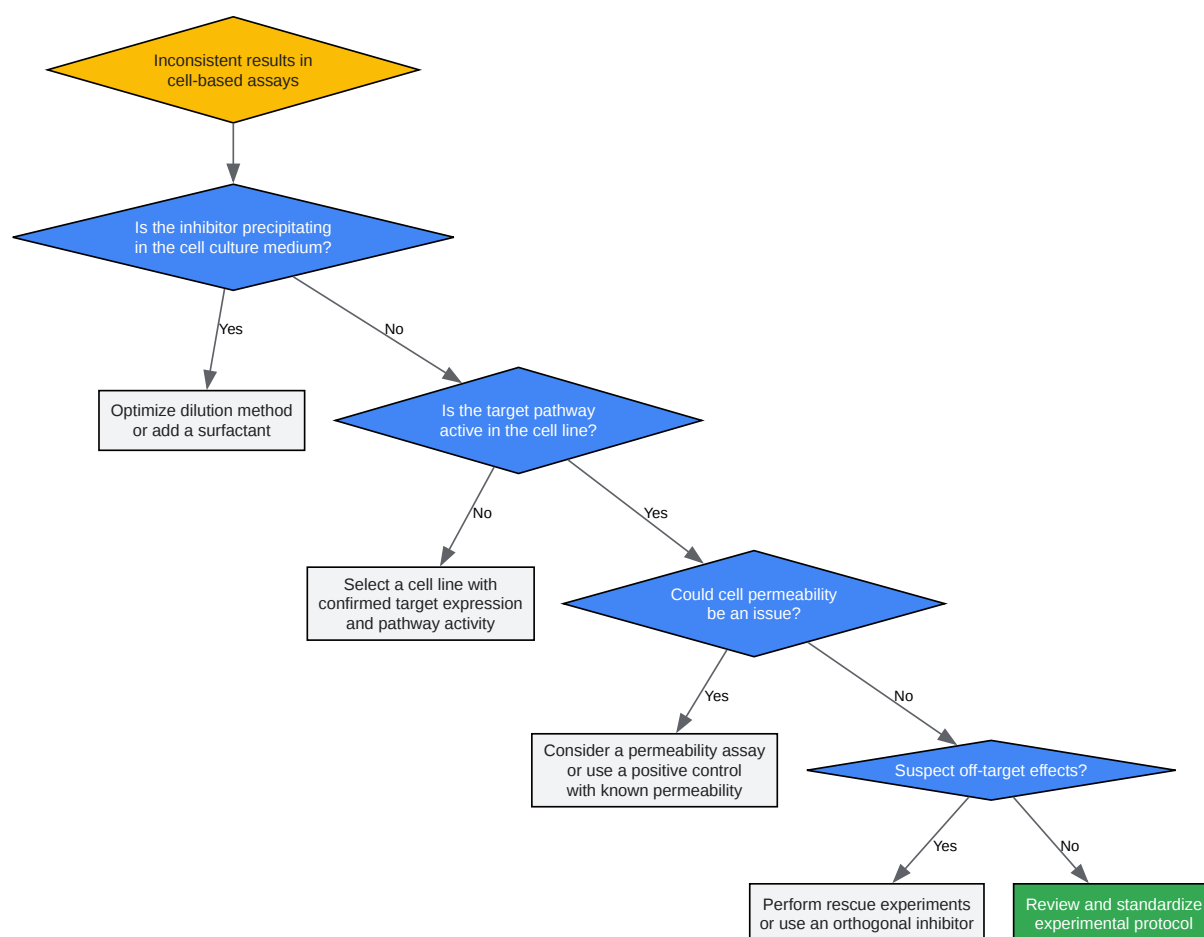 Inconsistent results in
cell-based assays
Is the inhibitor precipitating
in the cell culture medium?
Yes
No
Optimize dilution method
or add a surfactant
Is the target pathway
active in the cell line?
No
Yes
Select a cell line with
confirmed target expression
and pathway activity
Could cell permeability
be an issue?
Yes
No
Consider a permeability assay
or use a positive control
with known permeability
Suspect off-target effects?
Yes
No
Perform rescue experiments
or use an orthogonal inhibitor
Review and standardize
experimental protocol